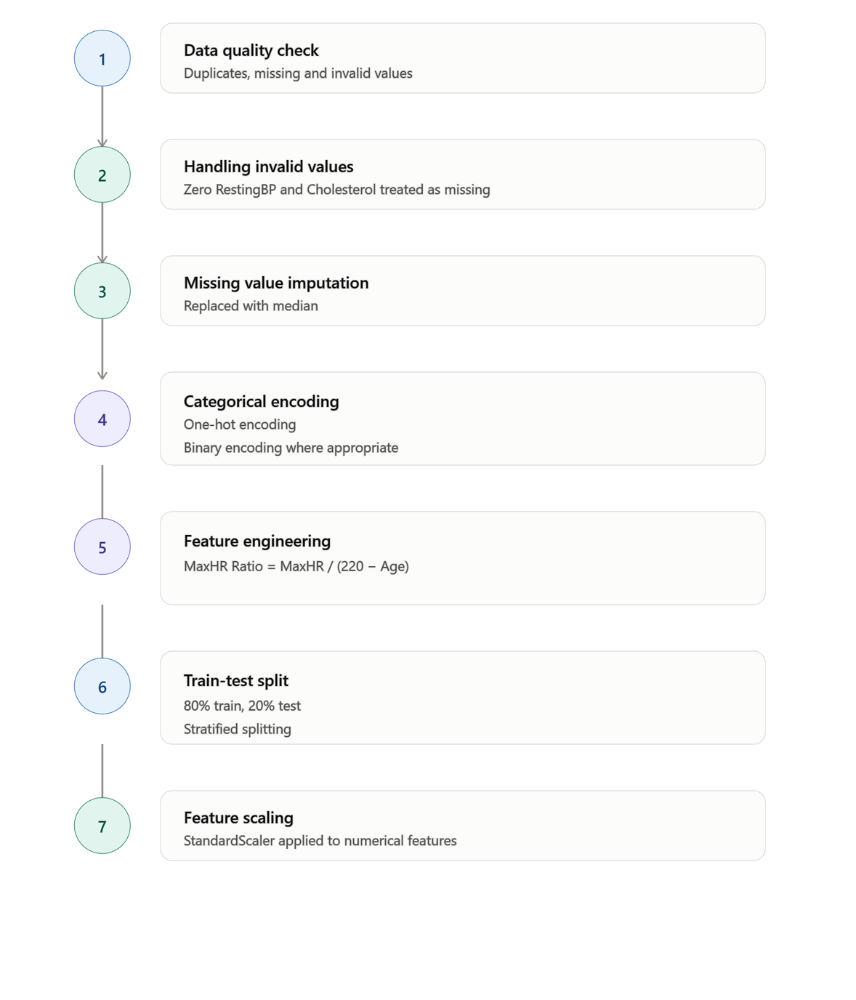 1
Data quality check
Duplicates, missing and invalid values
2
Handling invalid values
Zero RestingBP and Cholesterol treated as missing
3
Missing value imputation
Replaced with median
4
Categorical encoding
One-hot encoding
Binary encoding where appropriate
5
Feature engineering
MaxHR Ratio = MaxHR / (220 − Age)
6
Train-test split
80% train, 20% test
Stratified splitting
7
Feature scaling
StandardScaler applied to numerical features